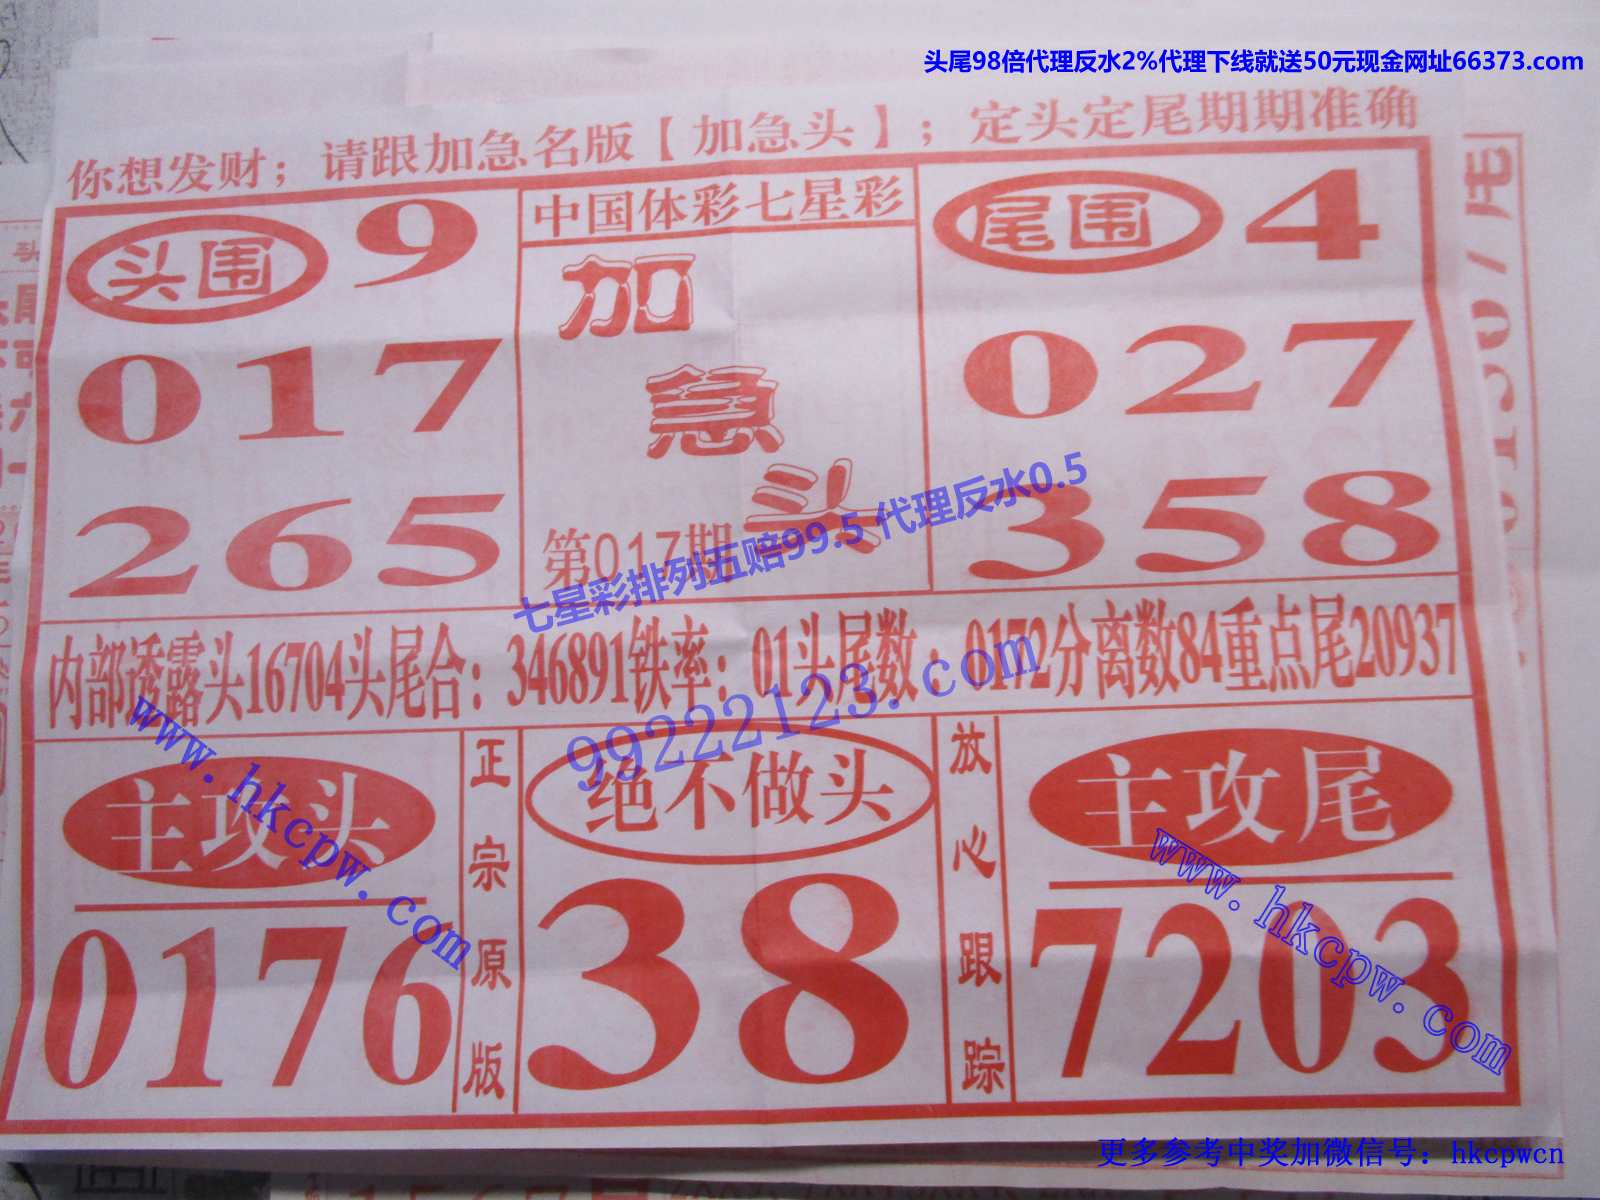 头尾98倍代理反水2%代理下线就送50元现金网址66373.com
你想发财；请跟加急名版【加急头】；定头定尾期期准确
头围 9
017
265
中国体彩七星彩
加
急
头
第017期
尾围 4
027
358
七星彩排列五赔99.5 代理反水0.5
内部透露头16704头尾合：346891铁率：01头尾数：0172分离数84重点尾20937
99222123.com
www.hkcpw.com
主攻头
0176
正宗原版
绝不做头
38
放心跟踪
主攻尾
7203
www.hkcpw.com
更多参考中奖加微信号：hkcpwcn